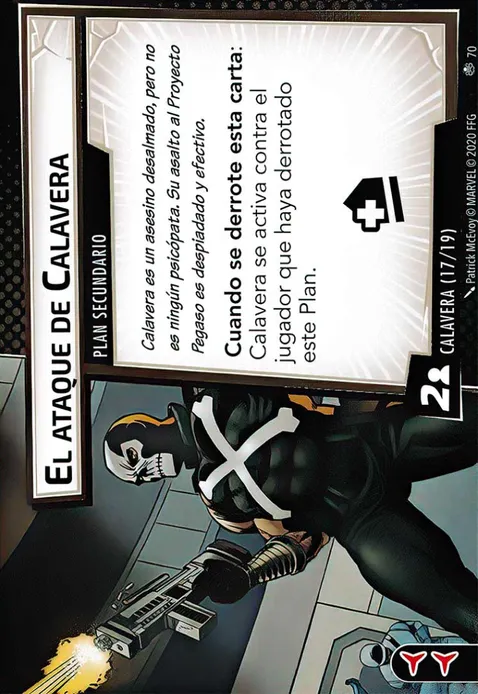 EL ATAQUE DE CALAVERA
PLAN SECUNDARIO
Calavera es un asesino desalmado, pero no
es ningún psicópata. Su asalto al Proyecto
Pegaso es despiadado y efectivo.
Cuando se derrote esta carta:
Calavera se activa contra el
jugador que haya derrotado
este Plan.
2
CALAVERA (17/19)
Patrick McEvoy © MARVEL © 2020 FFG
70